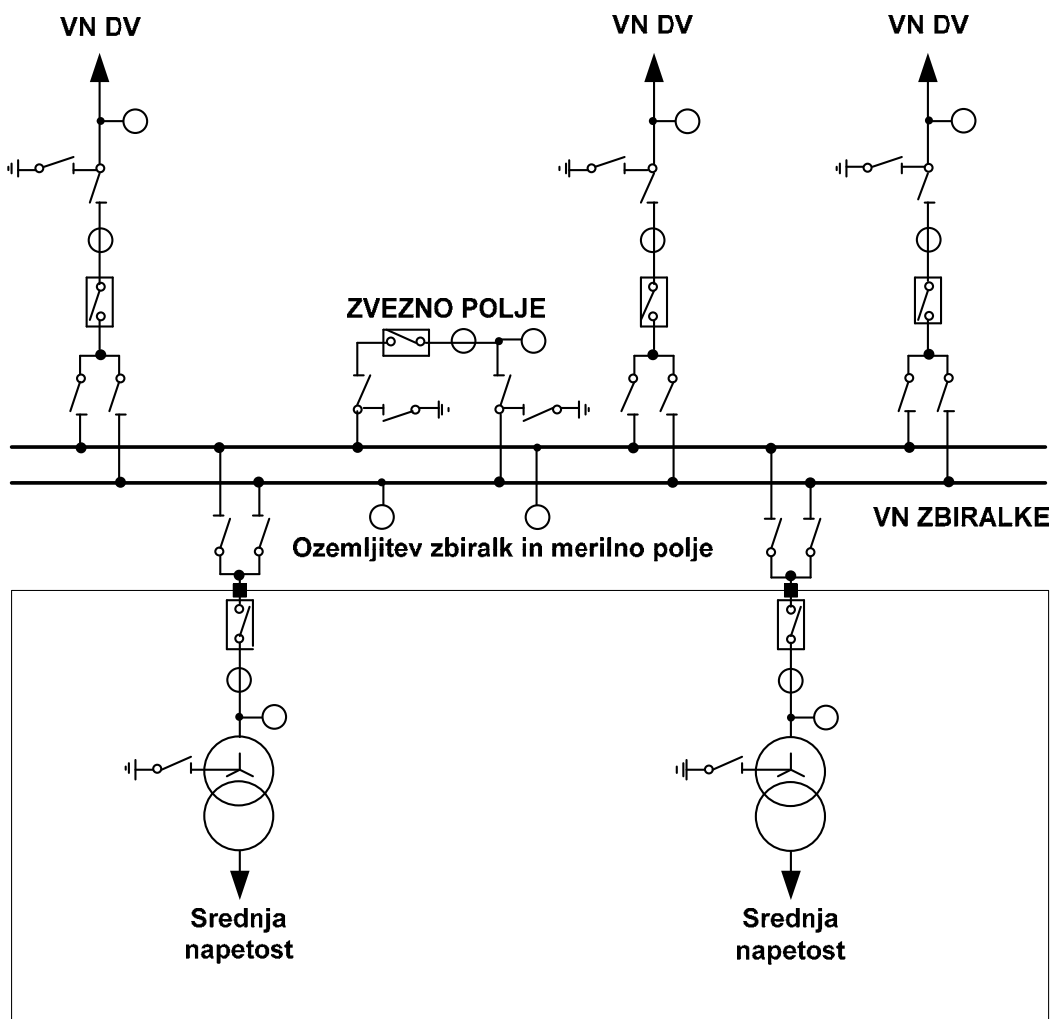 VN DV
VN DV
VN DV
ZVEZNO POLJE
VN ZBIRALKE
Ozemljitev zbiralk in merilno polje
Srednja
napetost
Srednja
napetost